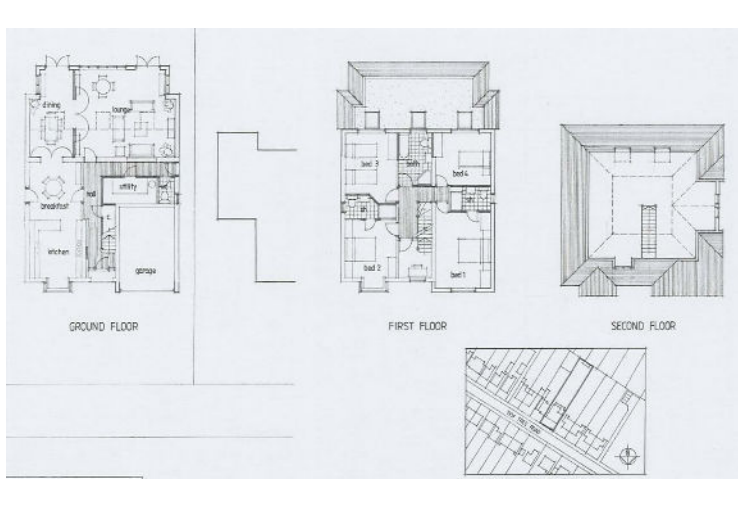 dining
lounge
hall
utility
breakfast
kitchen
garage
GROUND FLOOR
bed 3
bath
bed 4
bed 2
bed 1
FIRST FLOOR
SECOND FLOOR